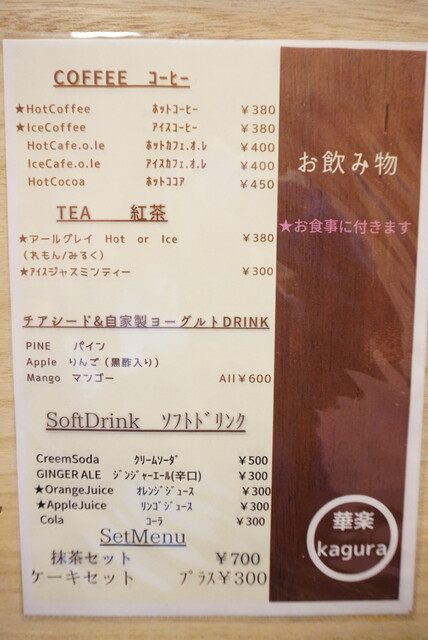 COFFEE コーヒー
★HotCoffee ホットコーヒー ￥380
★IceCoffee アイスコーヒー ￥380
HotCafe.o.le ホットカフェ.オ.レ ￥400
IceCafe.o.le アイスカフェ.オ.レ ￥400
HotCocoa ホットココア ￥450
TEA 紅茶
★アールグレイ Hot or Ice ￥380
（れもん/みるく）
★アイスジャスミンティー ￥300
チアシード&自家製ヨーグルトDRINK
PINE パイン
Apple りんご（黒酢入り）
Mango マンゴー All￥600
SoftDrink ソフトドリンク
CreemSoda クリームソーダ ￥500
GINGER ALE ジンジャーエール(辛口) ￥300
★OrangeJuice オレンジジュース ￥300
★AppleJuice リンゴジュース ￥300
Cola コーラ ￥300
SetMenu
抹茶セット ￥700
ケーキセット プラス￥300
お飲み物
★お食事に付きます
華楽
kagura